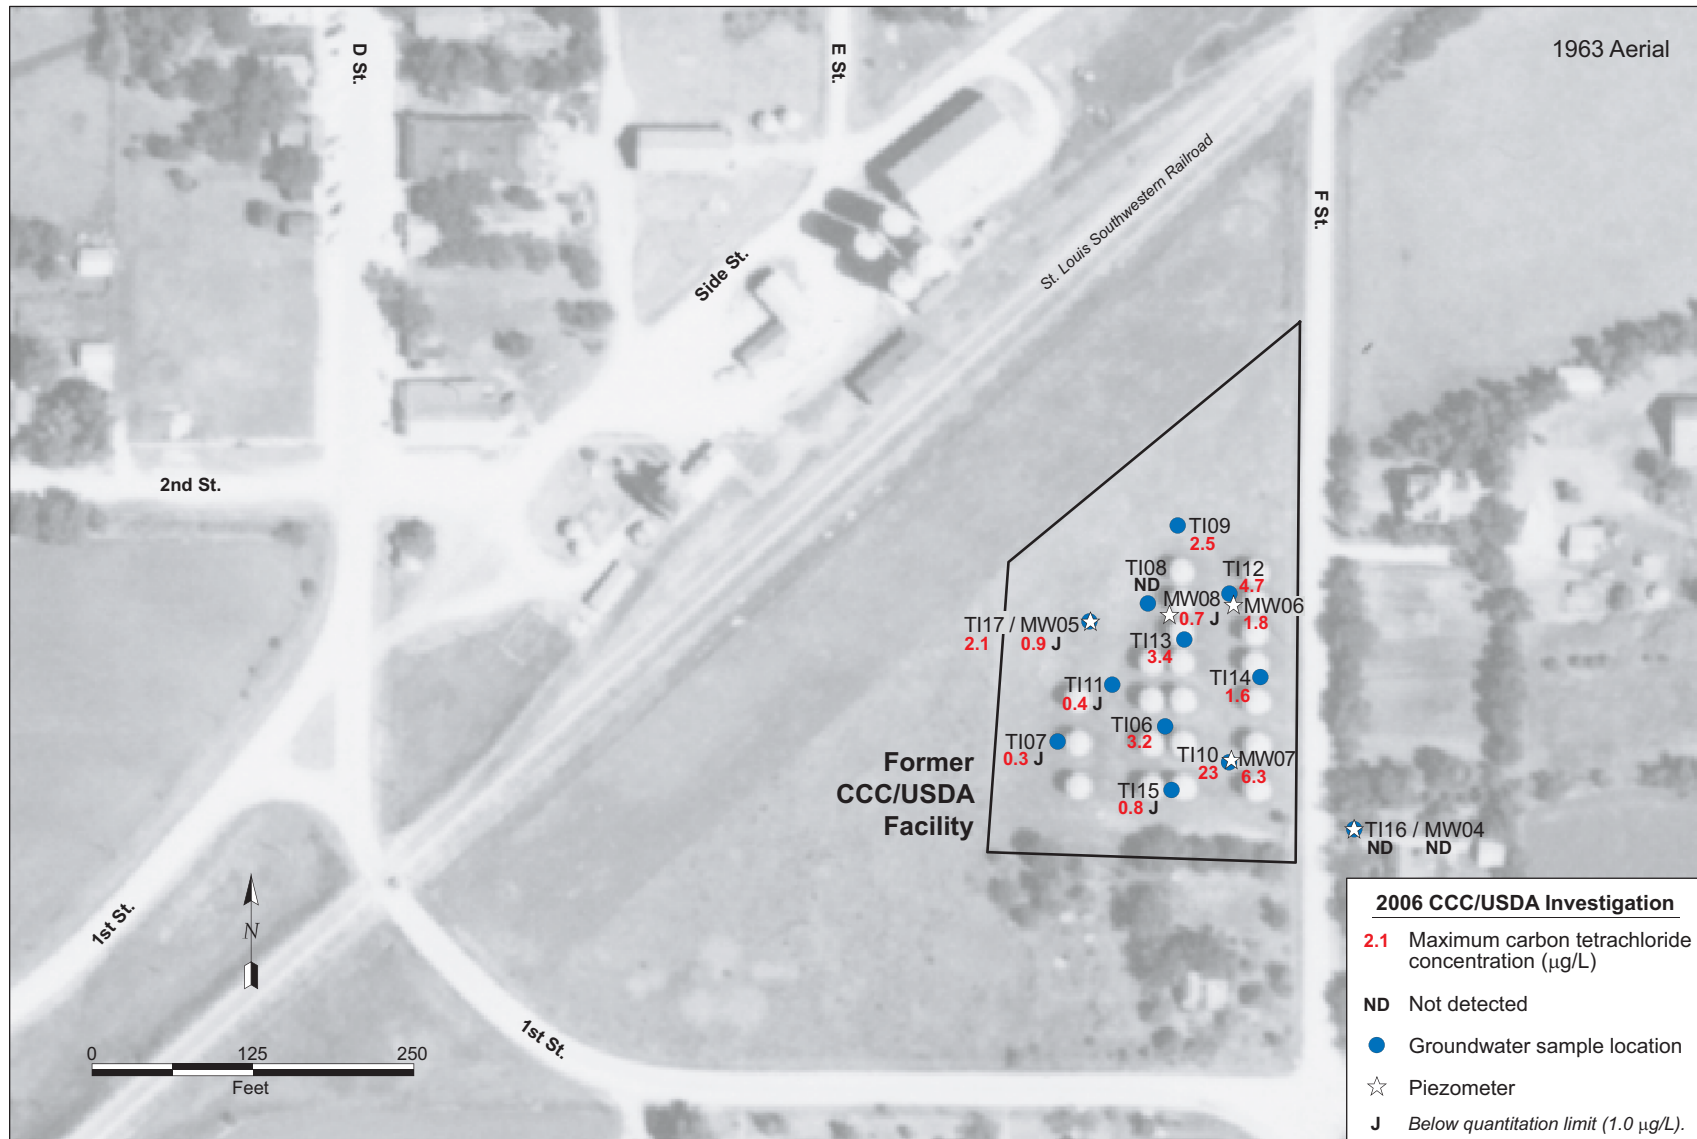 1963 Aerial
D St.
E St.
F St.
Side St.
St. Louis Southwestern Railroad
2nd St.
1st St.
1st St.
TI09
2.5
TI08
ND
TI12
4.7
MW08
0.7 J
MW06
1.8
TI17 / MW05
2.1 0.9 J
TI13
3.4
TI11
0.4 J
TI14
1.6
TI06
3.2
TI07
0.3 J
TI10
23
MW07
6.3
TI15
0.8 J
Former
CCC/USDA
Facility
TI16 / MW04
ND ND
N
0 125 250
Feet
2006 CCC/USDA Investigation
2.1 Maximum carbon tetrachloride
concentration (µg/L)
ND Not detected
Groundwater sample location
Piezometer
J Below quantitation limit (1.0 µg/L).